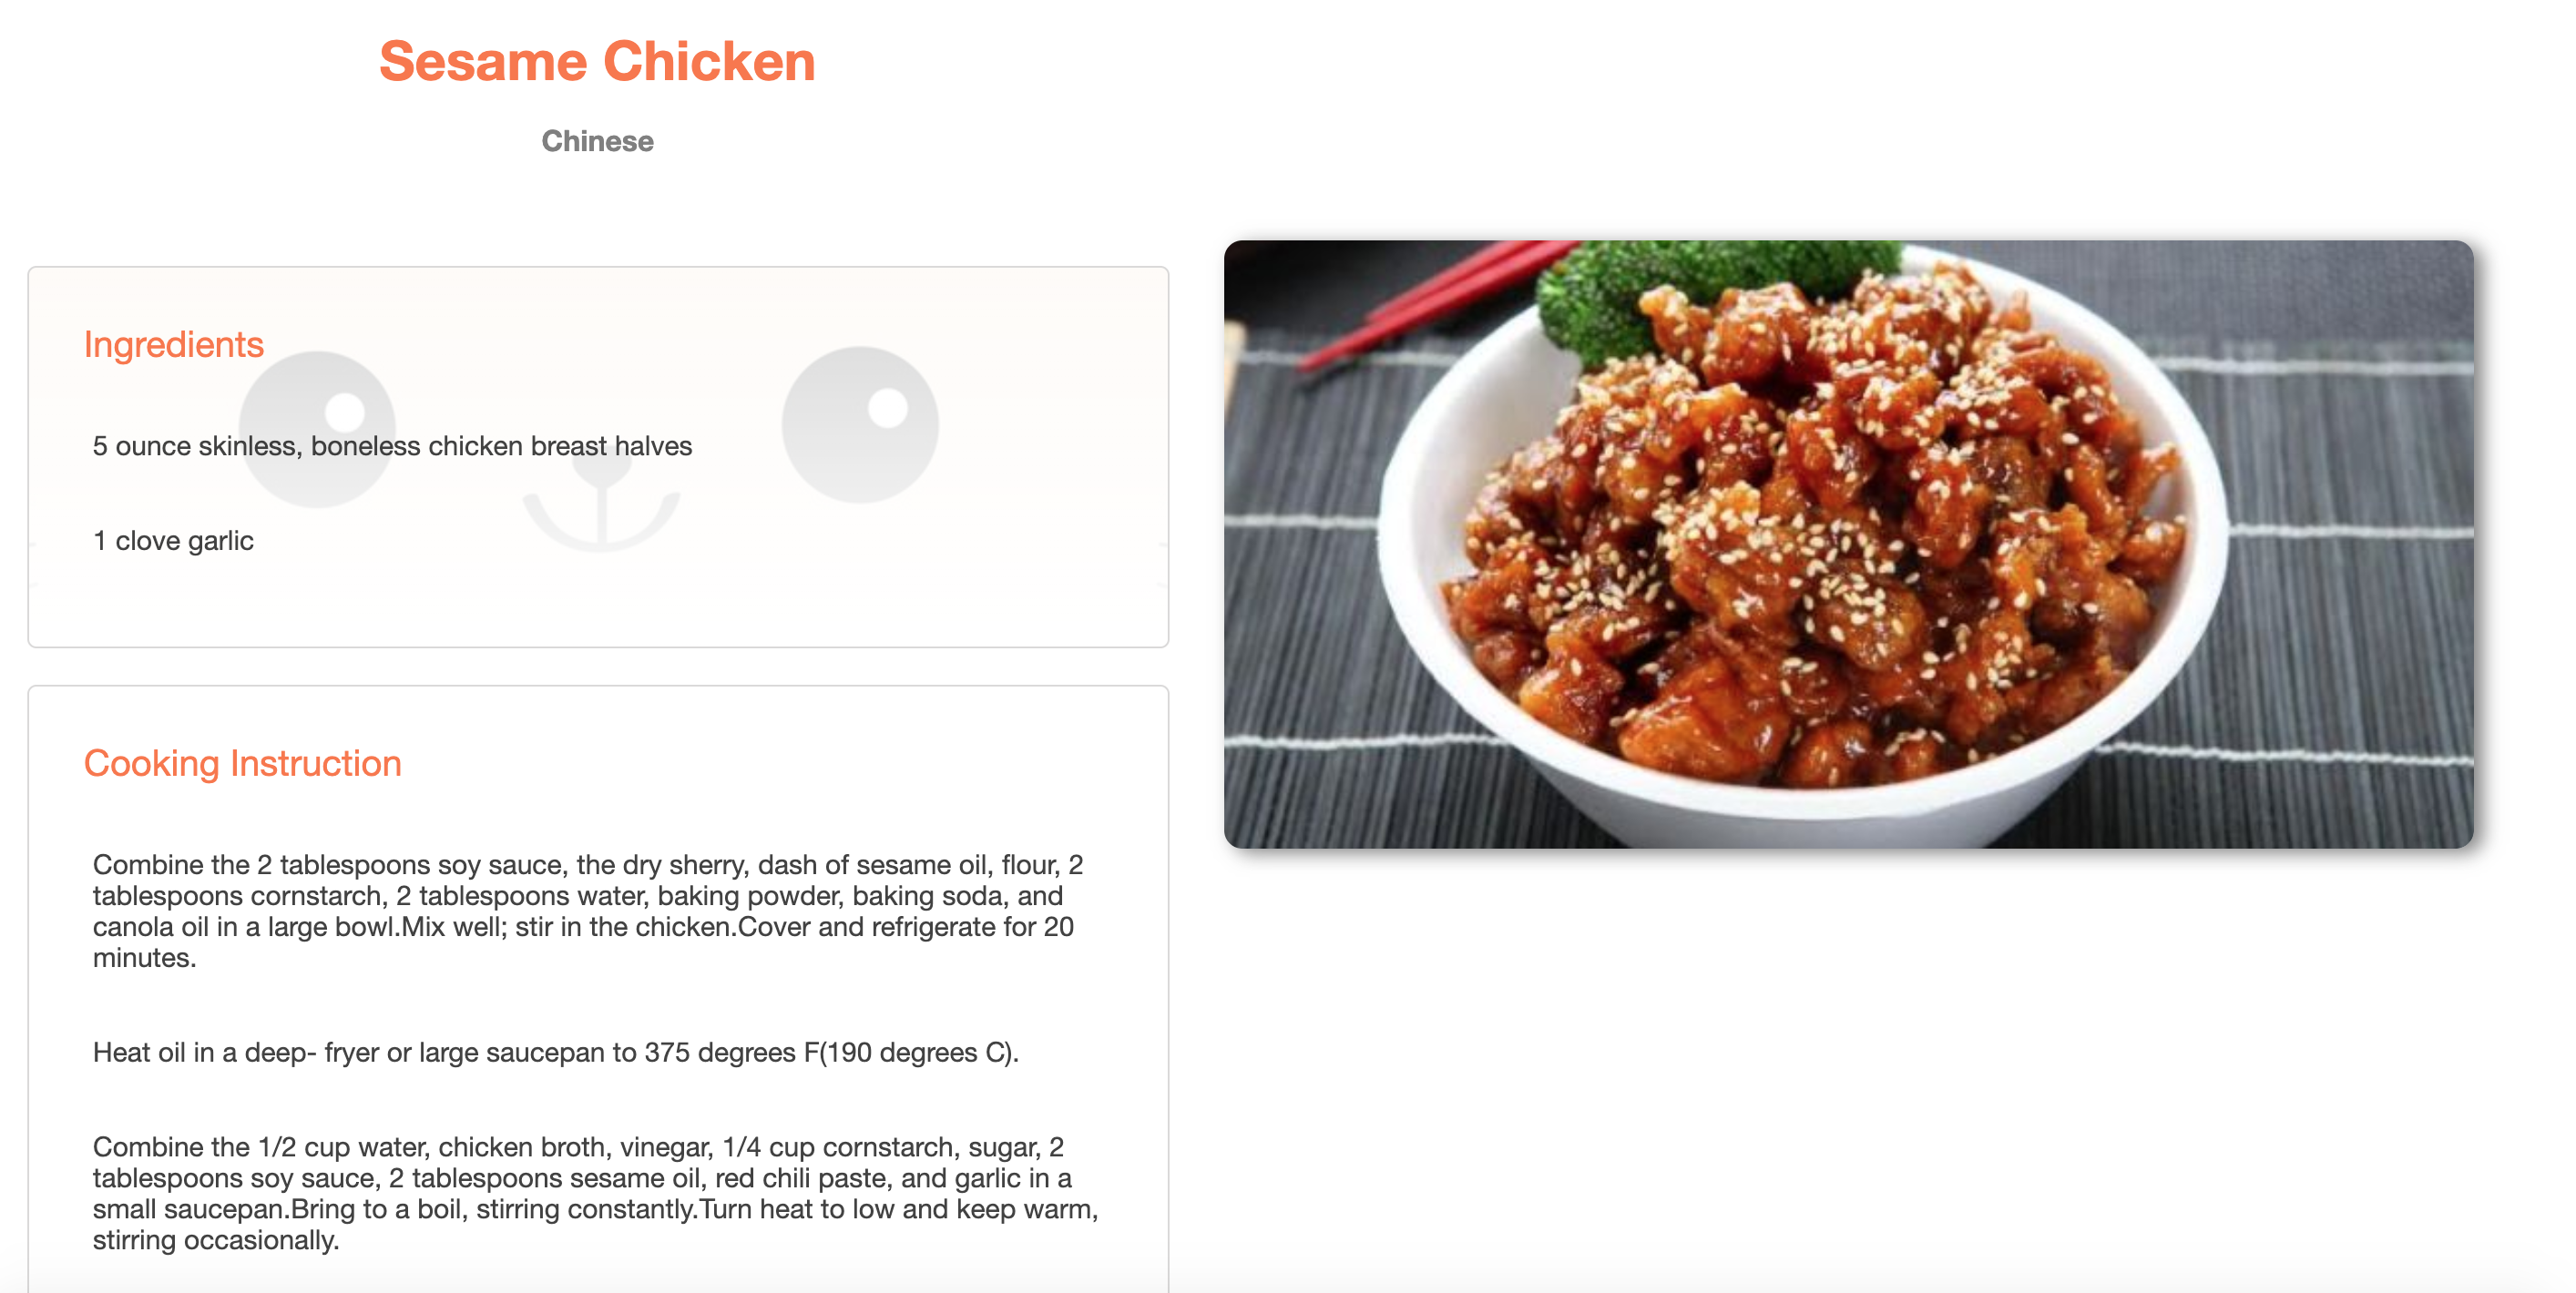 Sesame Chicken
Chinese
Ingredients
5 ounce skinless, boneless chicken breast halves
1 clove garlic
Cooking Instruction
Combine the 2 tablespoons soy sauce, the dry sherry, dash of sesame oil, flour, 2
tablespoons cornstarch, 2 tablespoons water, baking powder, baking soda, and
canola oil in a large bowl.Mix well; stir in the chicken.Cover and refrigerate for 20
minutes.
Heat oil in a deep- fryer or large saucepan to 375 degrees F(190 degrees C).
Combine the 1/2 cup water, chicken broth, vinegar, 1/4 cup cornstarch, sugar, 2
tablespoons soy sauce, 2 tablespoons sesame oil, red chili paste, and garlic in a
small saucepan.Bring to a boil, stirring constantly.Turn heat to low and keep warm,
stirring occasionally.